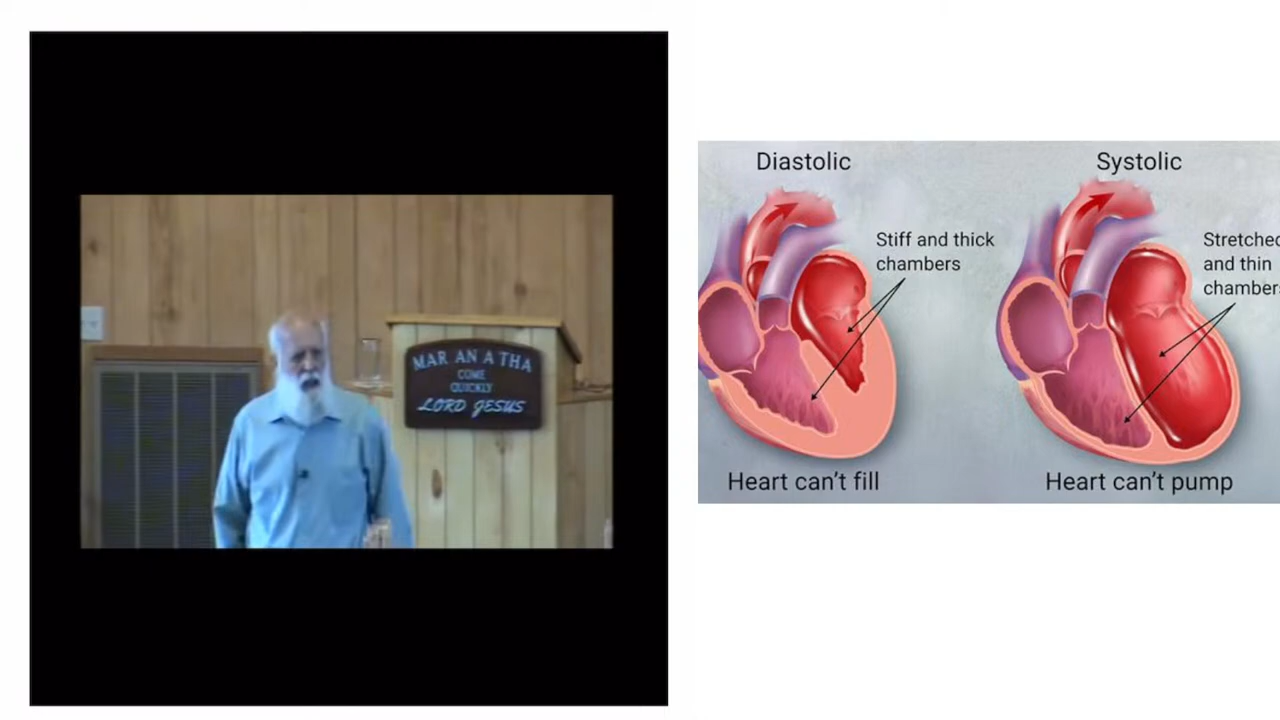 MAR AN A THA
COME
QUICKLY
LORD JESUS
Diastolic
Stiff and thick
chambers
Heart can't fill
Systolic
Stretched
and thin
chambers
Heart can't pump